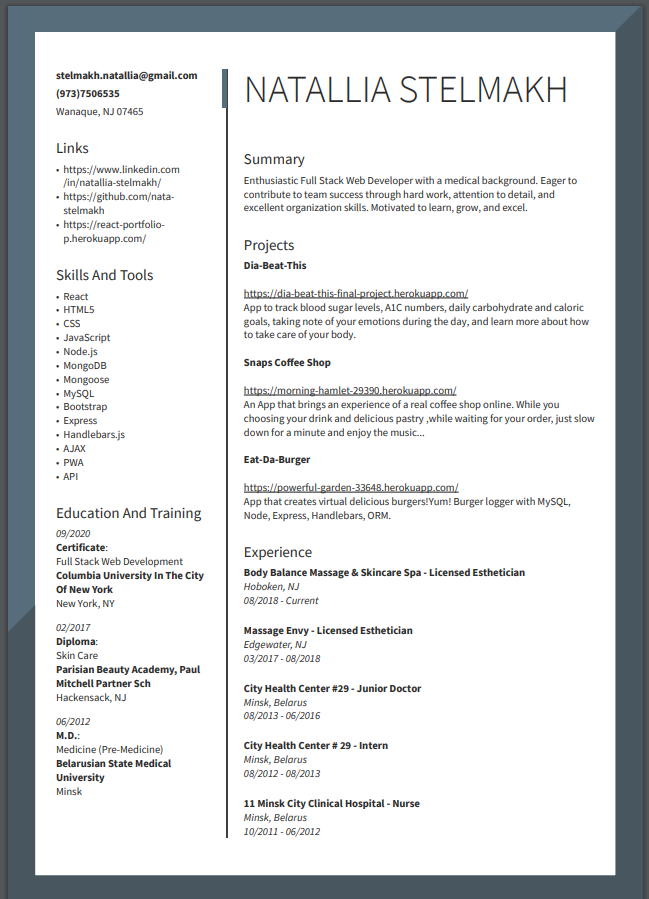 stelmakh.natallia@gmail.com
(973)7506535
Wanaque, NJ 07465
Links
• https://www.linkedin.com
/in/natallia-stelmakh/
• https://github.com/nata-
stelmakh
• https://react-portfolio-
p.herokuapp.com/
Skills And Tools
• React
• HTML5
• CSS
• JavaScript
• Node.js
• MongoDB
• Mongoose
• MySQL
• Bootstrap
• Express
• Handlebars.js
• AJAX
• PWA
• API
Education And Training
09/2020
Certificate:
Full Stack Web Development
Columbia University In The City
Of New York
New York, NY
02/2017
Diploma:
Skin Care
Parisian Beauty Academy, Paul
Mitchell Partner Sch
Hackensack, NJ
06/2012
M.D.:
Medicine (Pre-Medicine)
Belarusian State Medical
University
Minsk
NATALLIA STELMAKH
Summary
Enthusiastic Full Stack Web Developer with a medical background. Eager to
contribute to team success through hard work, attention to detail, and
excellent organization skills. Motivated to learn, grow, and excel.
Projects
Dia-Beat-This
https://dia-beat-this-final-project.herokuapp.com/
App to track blood sugar levels, A1C numbers, daily carbohydrate and caloric
goals, taking note of your emotions during the day, and learn more about how
to take care of your body.
Snaps Coffee Shop
https://morning-hamlet-29390.herokuapp.com/
An App that brings an experience of a real coffee shop online. While you
choosing your drink and delicious pastry ,while waiting for your order, just slow
down for a minute and enjoy the music...
Eat-Da-Burger
https://powerful-garden-33648.herokuapp.com/
App that creates virtual delicious burgers!Yum! Burger logger with MySQL,
Node, Express, Handlebars, ORM.
Experience
Body Balance Massage & Skincare Spa - Licensed Esthetician
Hoboken, NJ
08/2018 - Current
Massage Envy - Licensed Esthetician
Edgewater, NJ
03/2017 - 08/2018
City Health Center #29 - Junior Doctor
Minsk, Belarus
08/2013 - 06/2016
City Health Center # 29 - Intern
Minsk, Belarus
08/2012 - 08/2013
11 Minsk City Clinical Hospital - Nurse
Minsk, Belarus
10/2011 - 06/2012